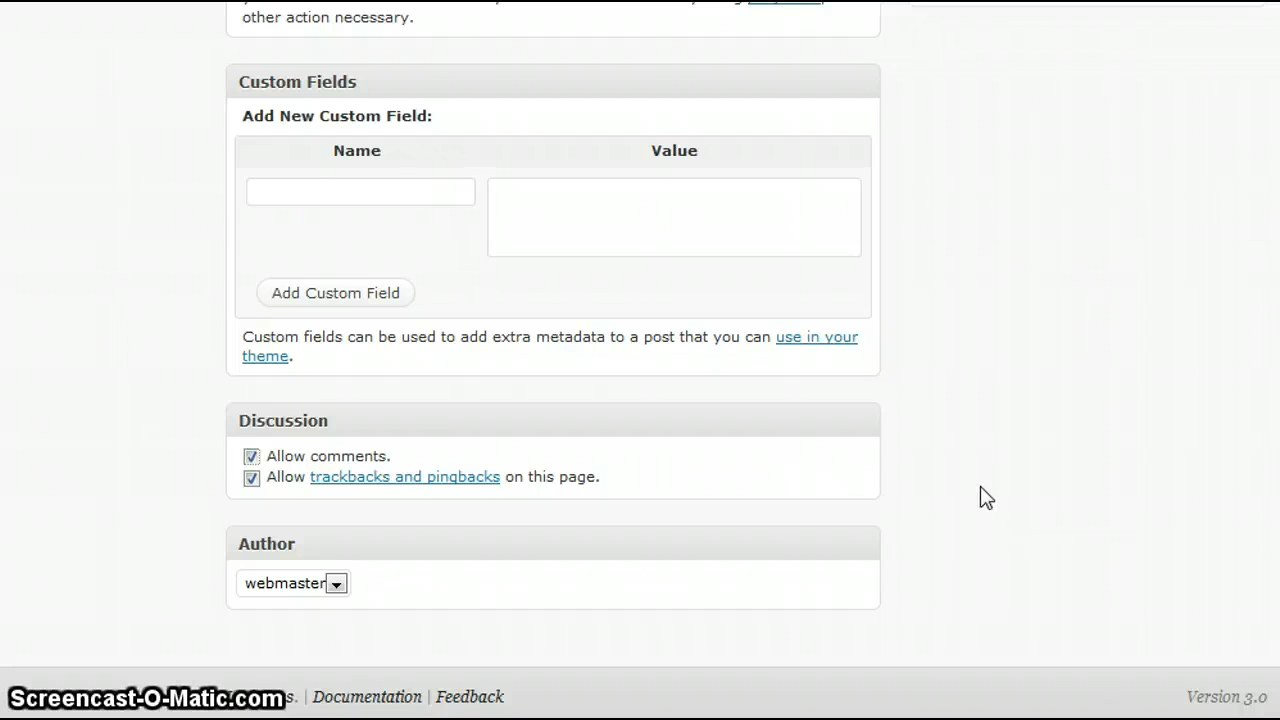 other action necessary.
Custom Fields
Add New Custom Field:
Name Value
Add Custom Field
Custom fields can be used to add extra metadata to a post that you can use in your
theme.
Discussion
Allow comments.
Allow trackbacks and pingbacks on this page.
Author
webmaster
Screencast-O-Matic.com s. | Documentation | Feedback Version 3.0